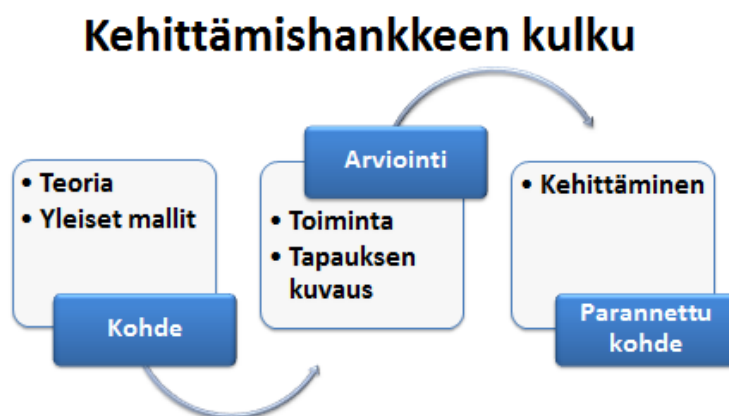 Kehittämishankkeen kulku
• Teoria
• Yleiset mallit
Kohde
Arviointi
• Toiminta
• Tapauksen
kuvaus
• Kehittäminen
Parannettu
kohde